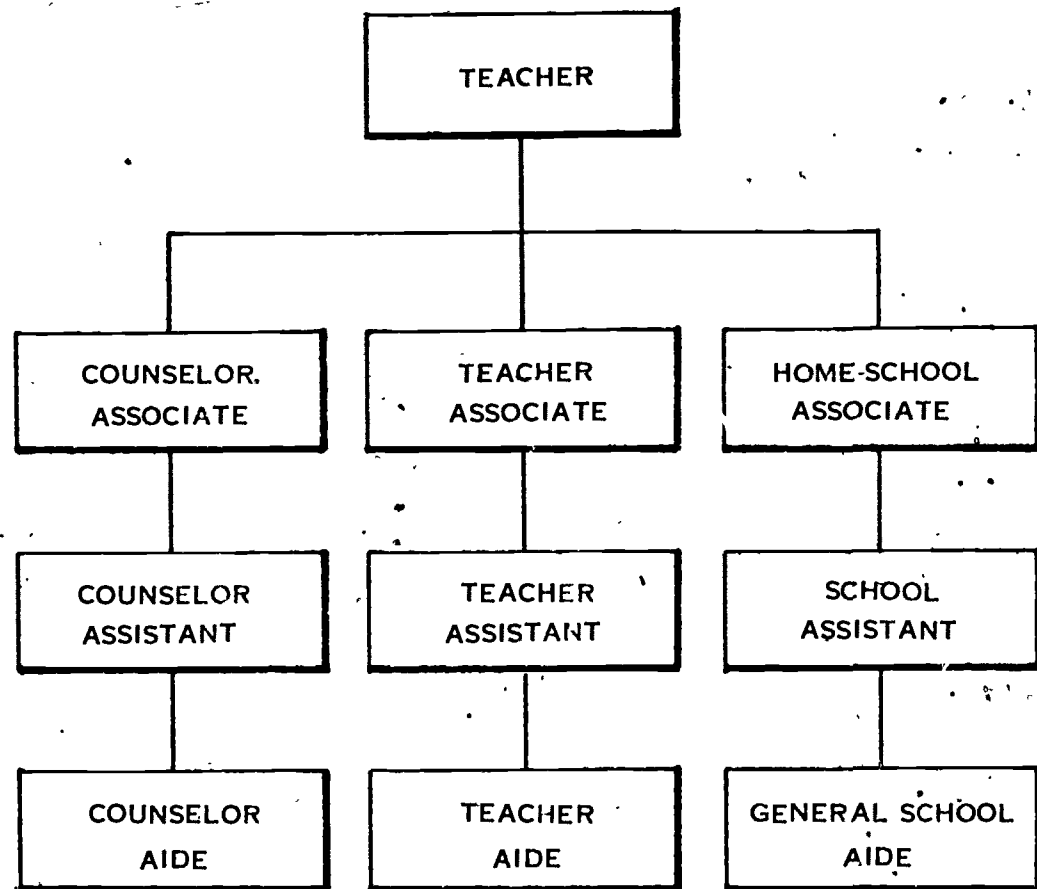 TEACHER
COUNSELOR.
ASSOCIATE
TEACHER
ASSOCIATE
HOME-SCHOOL
ASSOCIATE
COUNSELOR
ASSISTANT
TEACHER
ASSISTANT
SCHOOL
ASSISTANT
COUNSELOR
AIDE
TEACHER
AIDE
GENERAL SCHOOL
AIDE